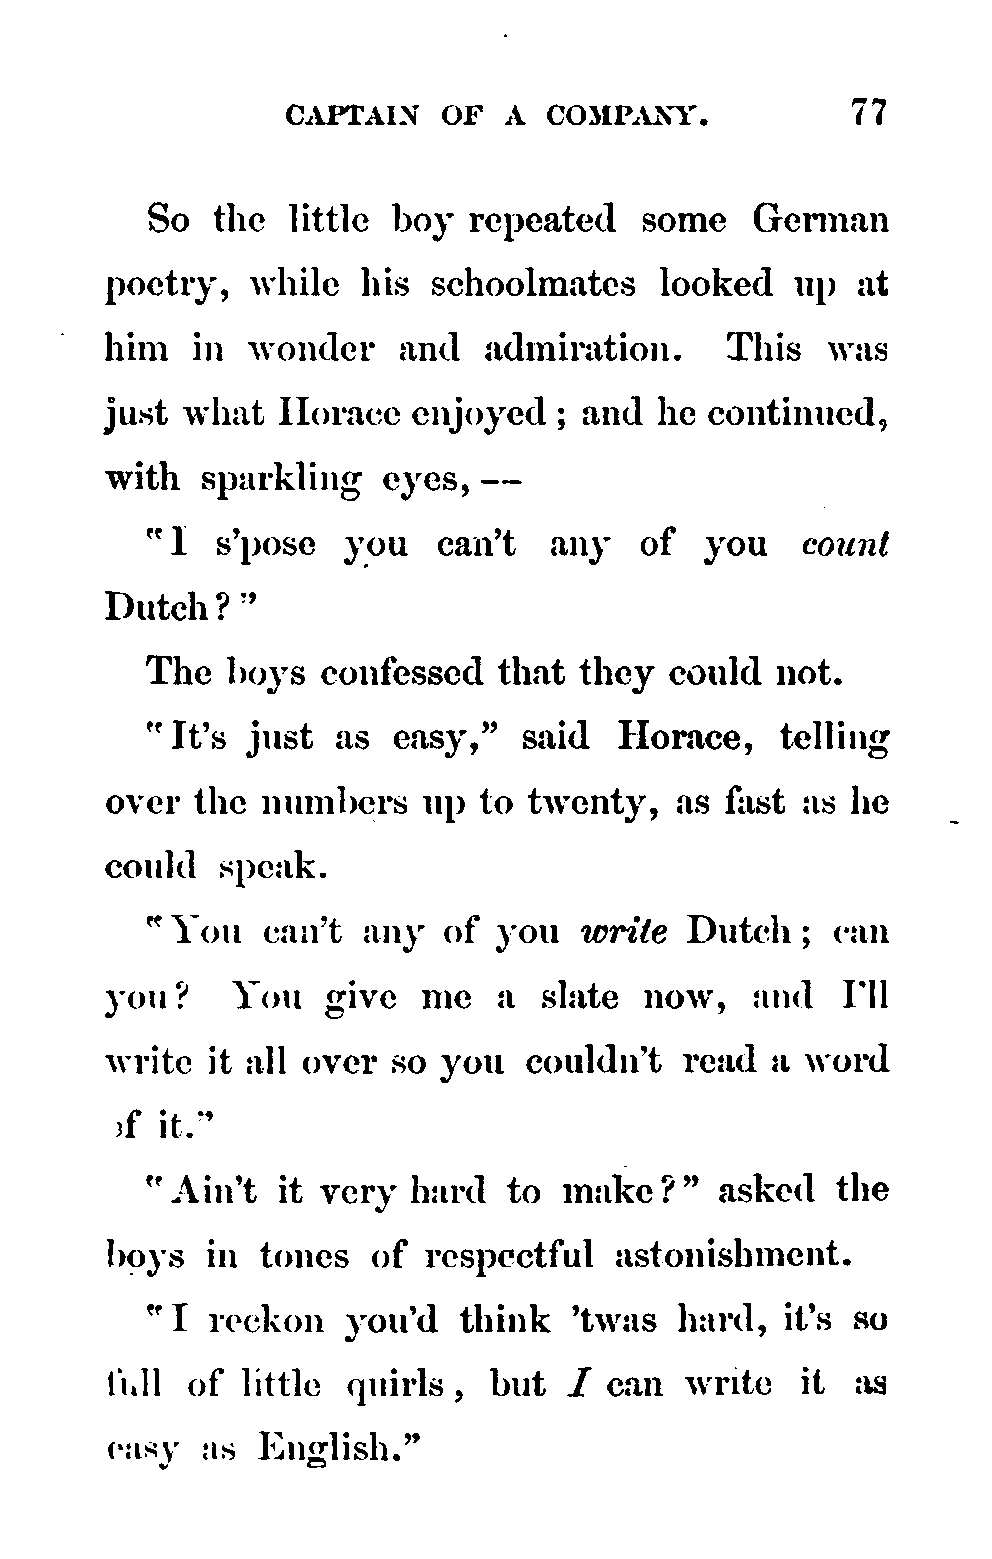 CAPTAIN OF A COMPANY. 77
So the little boy repeated some German
poetry, while his schoolmates looked up at
him in wonder and admiration. This was
just what Horace enjoyed; and he continued,
with sparkling eyes, —
"I s'pose you can't any of you count
Dutch?"
The boys confessed that they could not.
"It's just as easy," said Horace, telling
over the numbers up to twenty, as fast as he
could speak.
"You can't any of you write Dutch; can
you? You give me a slate now, and I'll
write it all over so you couldn't read a word
of it."
"Ain't it very hard to make?" asked the
boys in tones of respectful astonishment.
"I reckon you'd think 'twas hard, it's so
full of little quirls, but I can write it as
easy as English."